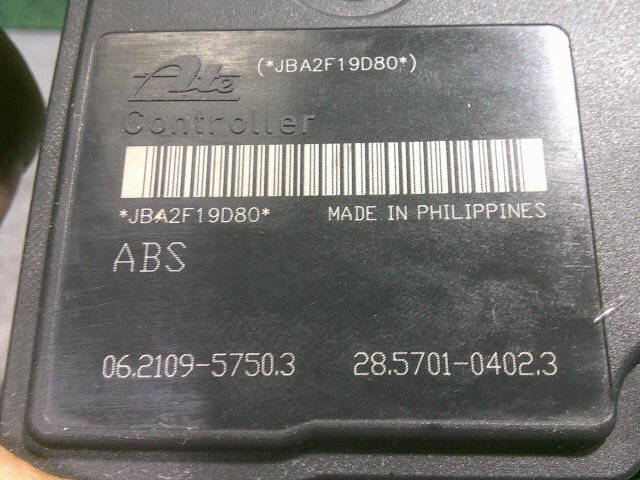 (*JBA2F19D80*)
Ate
Controller
*JBA2F19D80* MADE IN PHILIPPINES
ABS
06.2109-5750.3 28.5701-0402.3